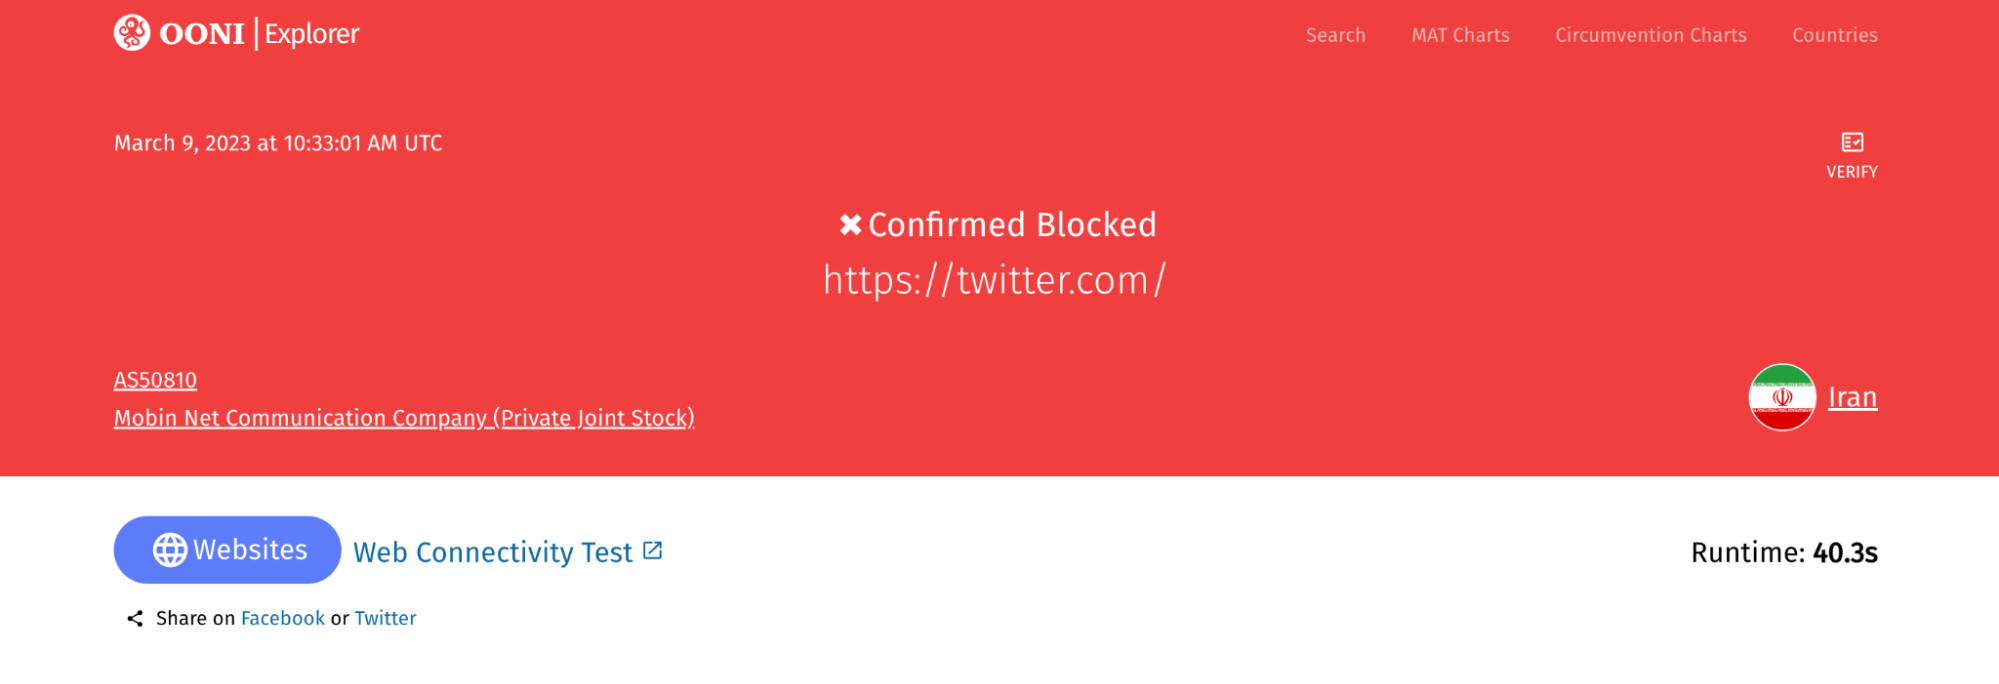 OONI | Explorer
Search MAT Charts Circumvention Charts Countries
March 9, 2023 at 10:33:01 AM UTC
VERIFY
✖ Confirmed Blocked
https://twitter.com/
AS50810
Mobin Net Communication Company (Private Joint Stock)
Iran
Websites Web Connectivity Test
Runtime: 40.3s
Share on Facebook or Twitter